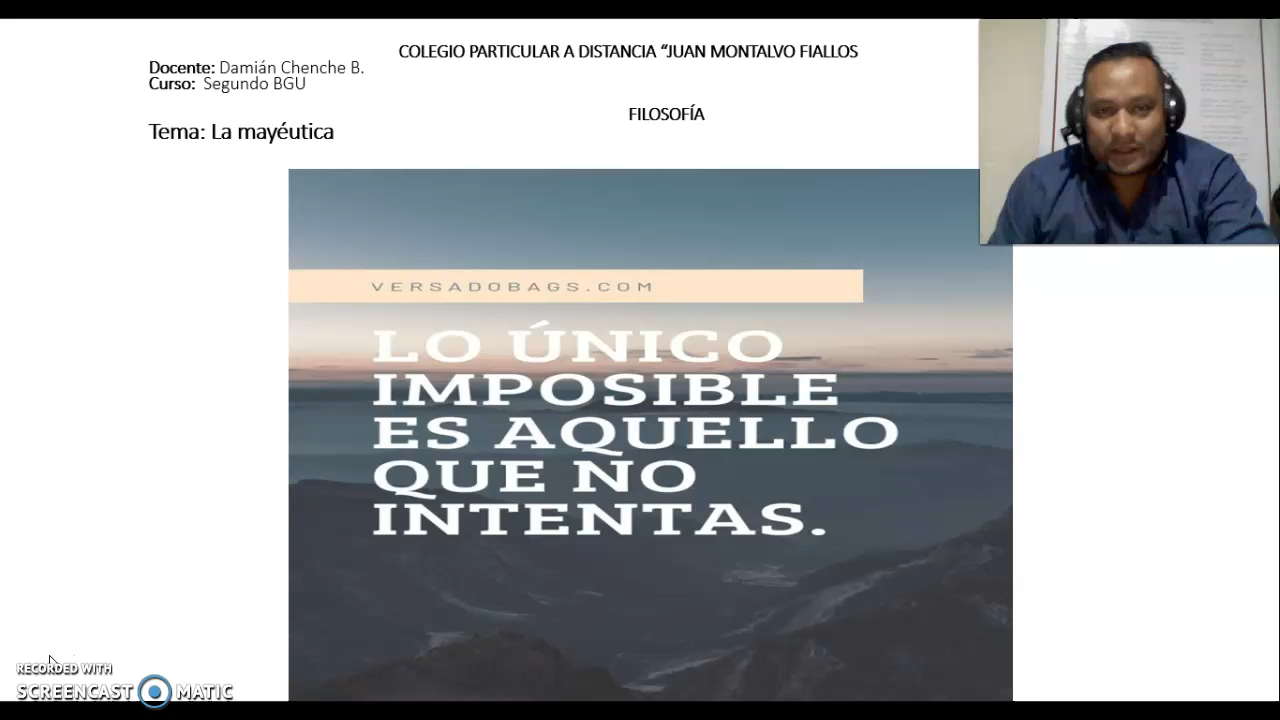 COLEGIO PARTICULAR A DISTANCIA “JUAN MONTALVO FIALLOS
Docente: Damián Chenche B.
Curso: Segundo BGU
FILOSOFÍA
Tema: La mayéutica
VERSADOBAGS.COM
LO ÚNICO
IMPOSIBLE
ES AQUELLO
QUE NO
INTENTAS.
RECORDED WITH
SCREENCAST MATIC